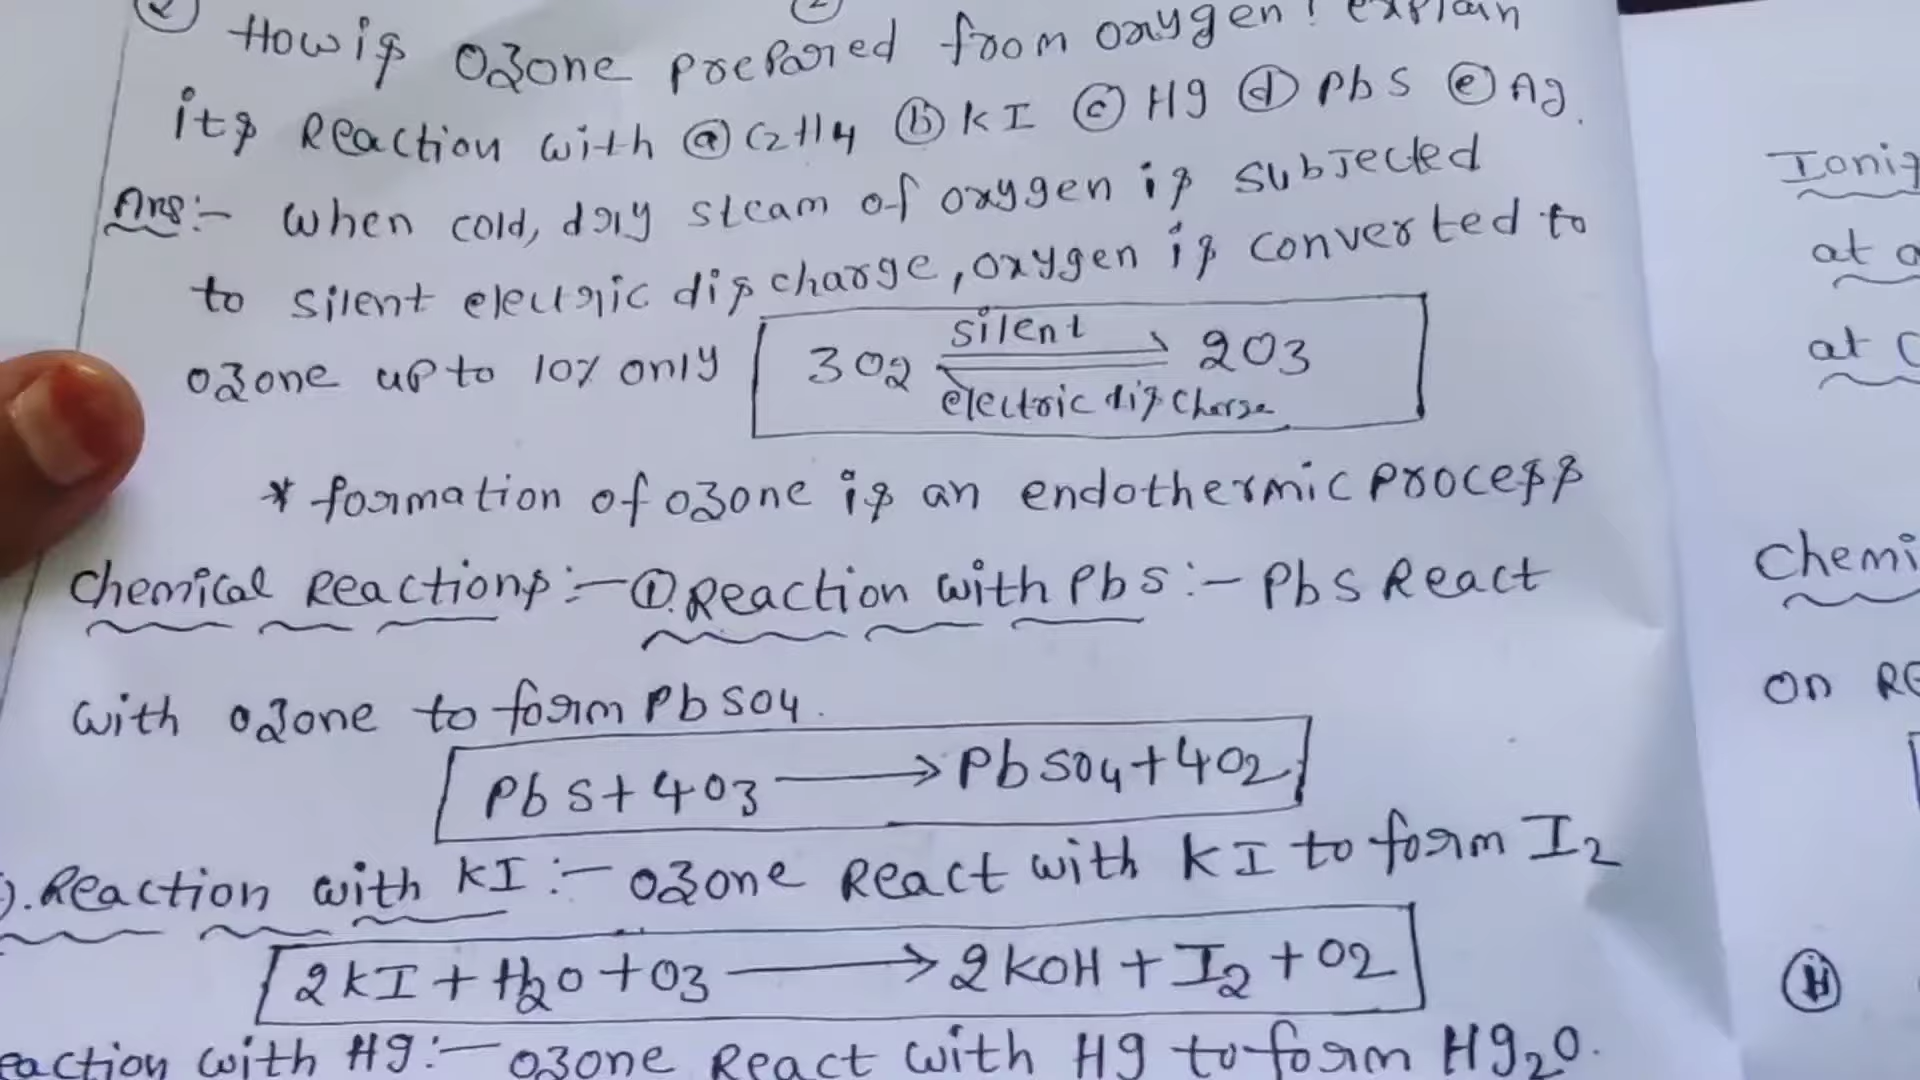 ② How is ozone prepared from oxygen? explain
its Reaction with ⓐ C2H4 ⓑ KI ⓒ Hg ⓓ PbS ⓔ Ag.
Ans:- when cold, dry steam of oxygen is subjected
to silent electric discharge, oxygen is converted to
ozone up to 10% only
3O2 silent ⇌ 2O3
electric discharge
* formation of ozone is an endothermic process
Chemical Reactions:- ①. Reaction with PbS:- PbS React
with ozone to form PbSO4.
PbS + 4O3 → PbSO4 + 4O2
). Reaction with KI:- ozone React with KI to form I2
2KI + H2O + O3 → 2KOH + I2 + O2
eaction with Hg:- ozone React with Hg to form Hg2O.
at
at
Chemi
on Re
Ⓗ